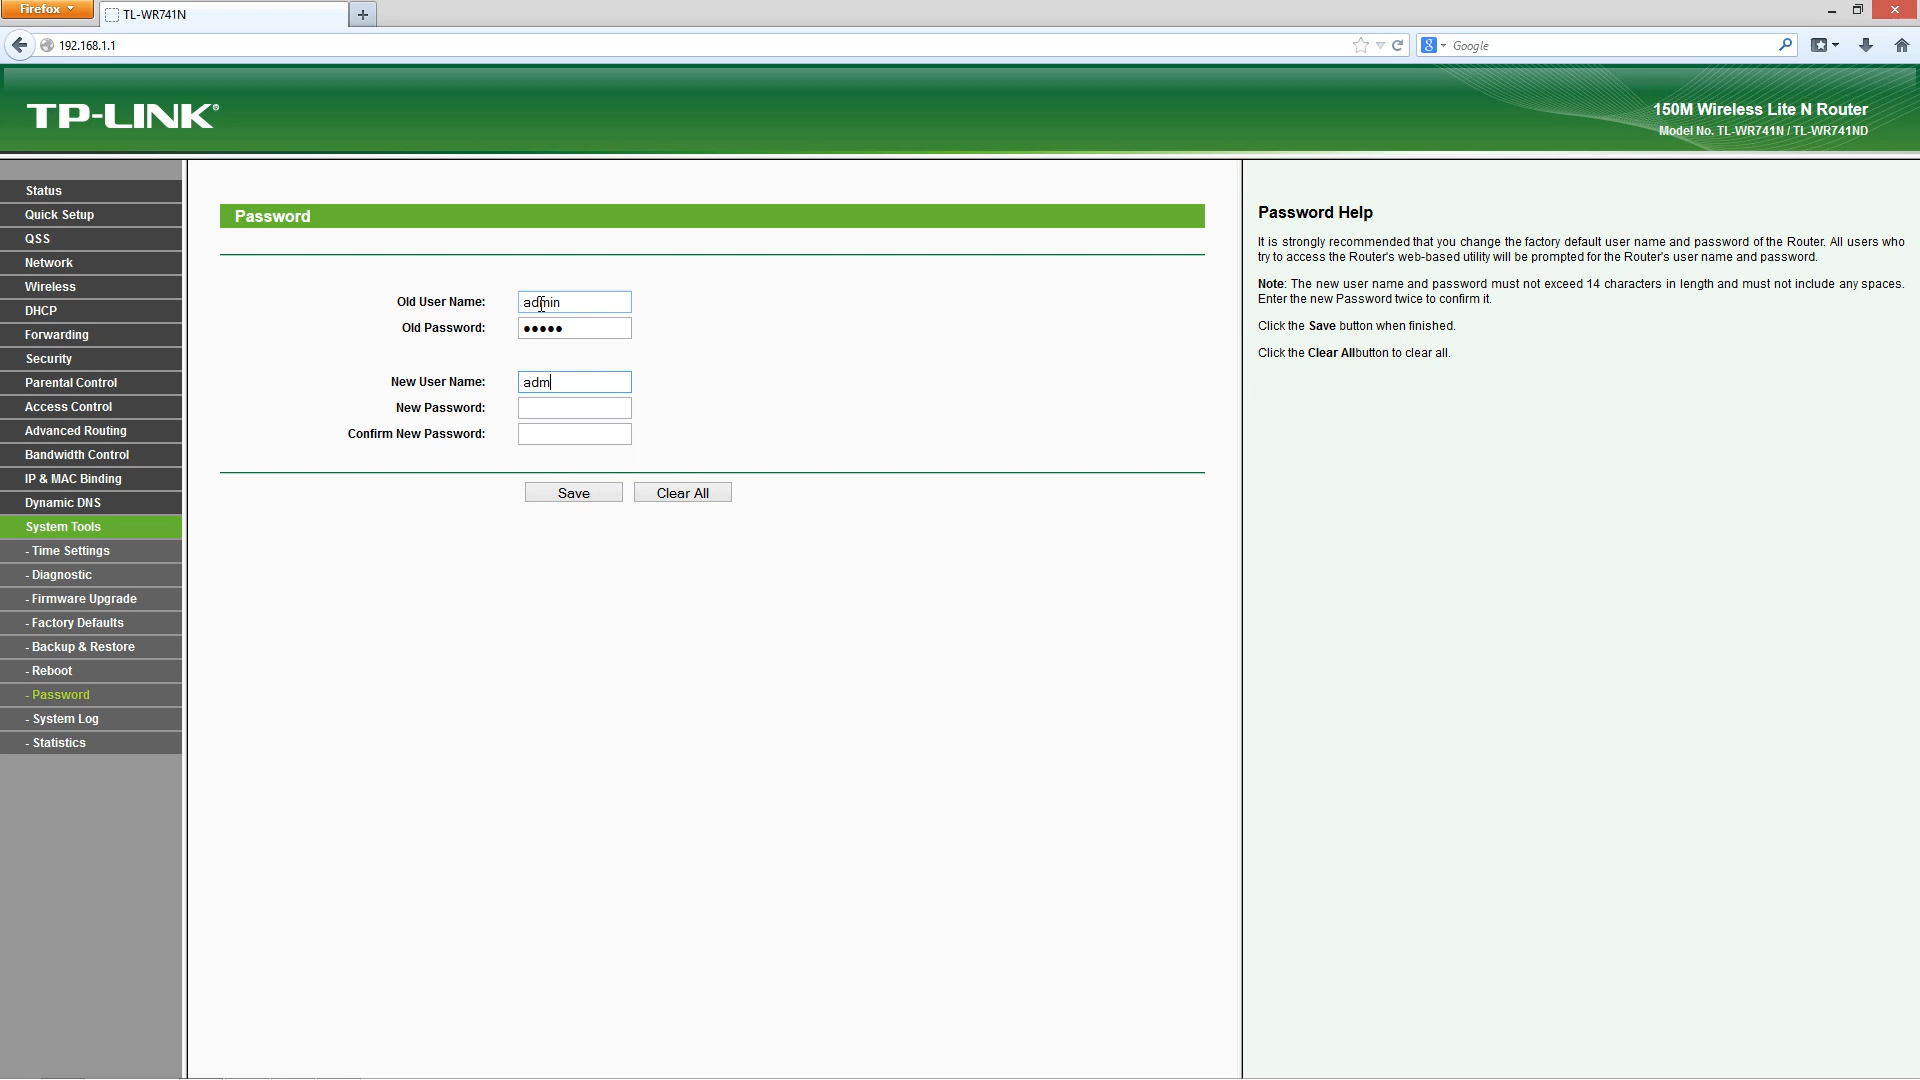 Firefox
TL-WR741N
192.168.1.1
Google
TP-LINK®
150M Wireless Lite N Router
Model No. TL-WR741N / TL-WR741ND
Status
Quick Setup
QSS
Network
Wireless
DHCP
Forwarding
Security
Parental Control
Access Control
Advanced Routing
Bandwidth Control
IP & MAC Binding
Dynamic DNS
System Tools
- Time Settings
- Diagnostic
- Firmware Upgrade
- Factory Defaults
- Backup & Restore
- Reboot
- Password
- System Log
- Statistics
Password
Old User Name: admin
Old Password: •••••
New User Name: adm
New Password:
Confirm New Password:
Save Clear All
Password Help
It is strongly recommended that you change the factory default user name and password of the Router. All users who
try to access the Router's web-based utility will be prompted for the Router's user name and password.
Note: The new user name and password must not exceed 14 characters in length and must not include any spaces.
Enter the new Password twice to confirm it.
Click the Save button when finished.
Click the Clear Allbutton to clear all.